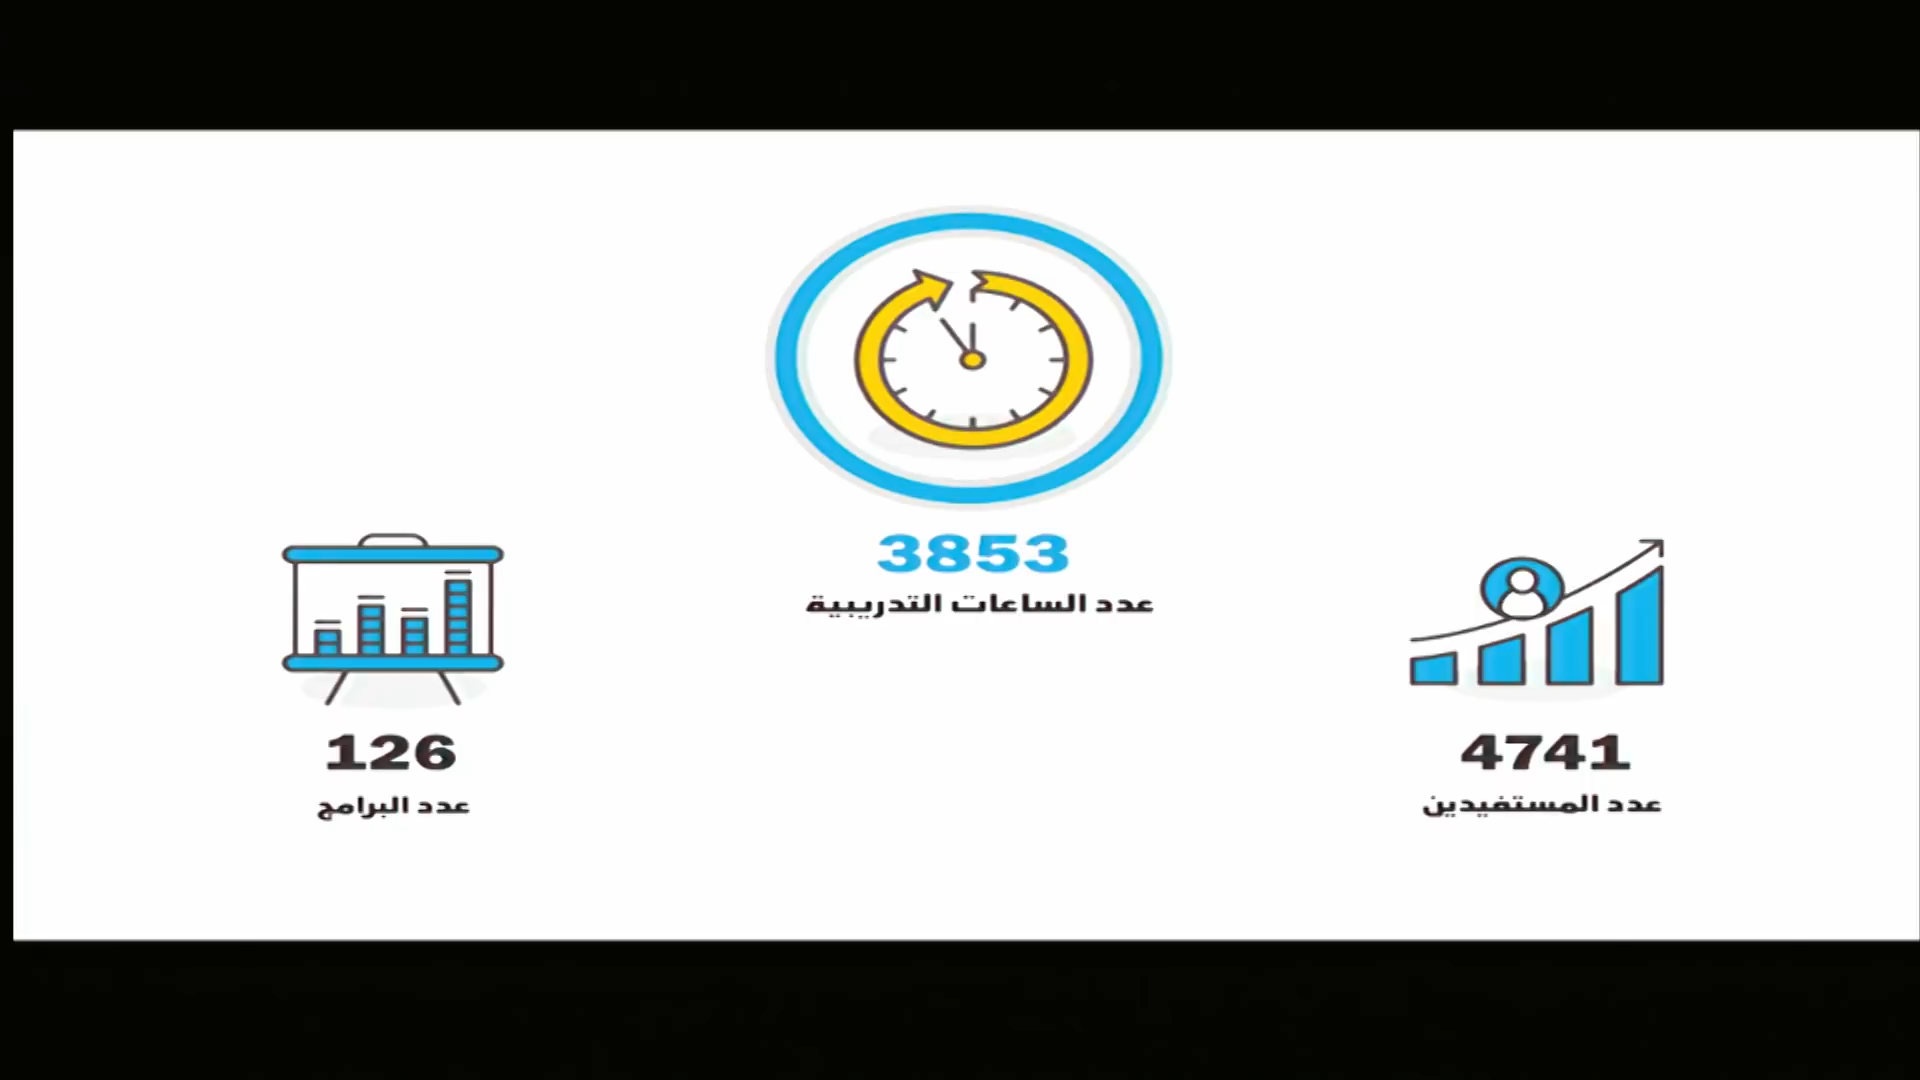 3853
عدد الساعات التدريبية
4741
عدد المستفيدين
126
عدد البرامج